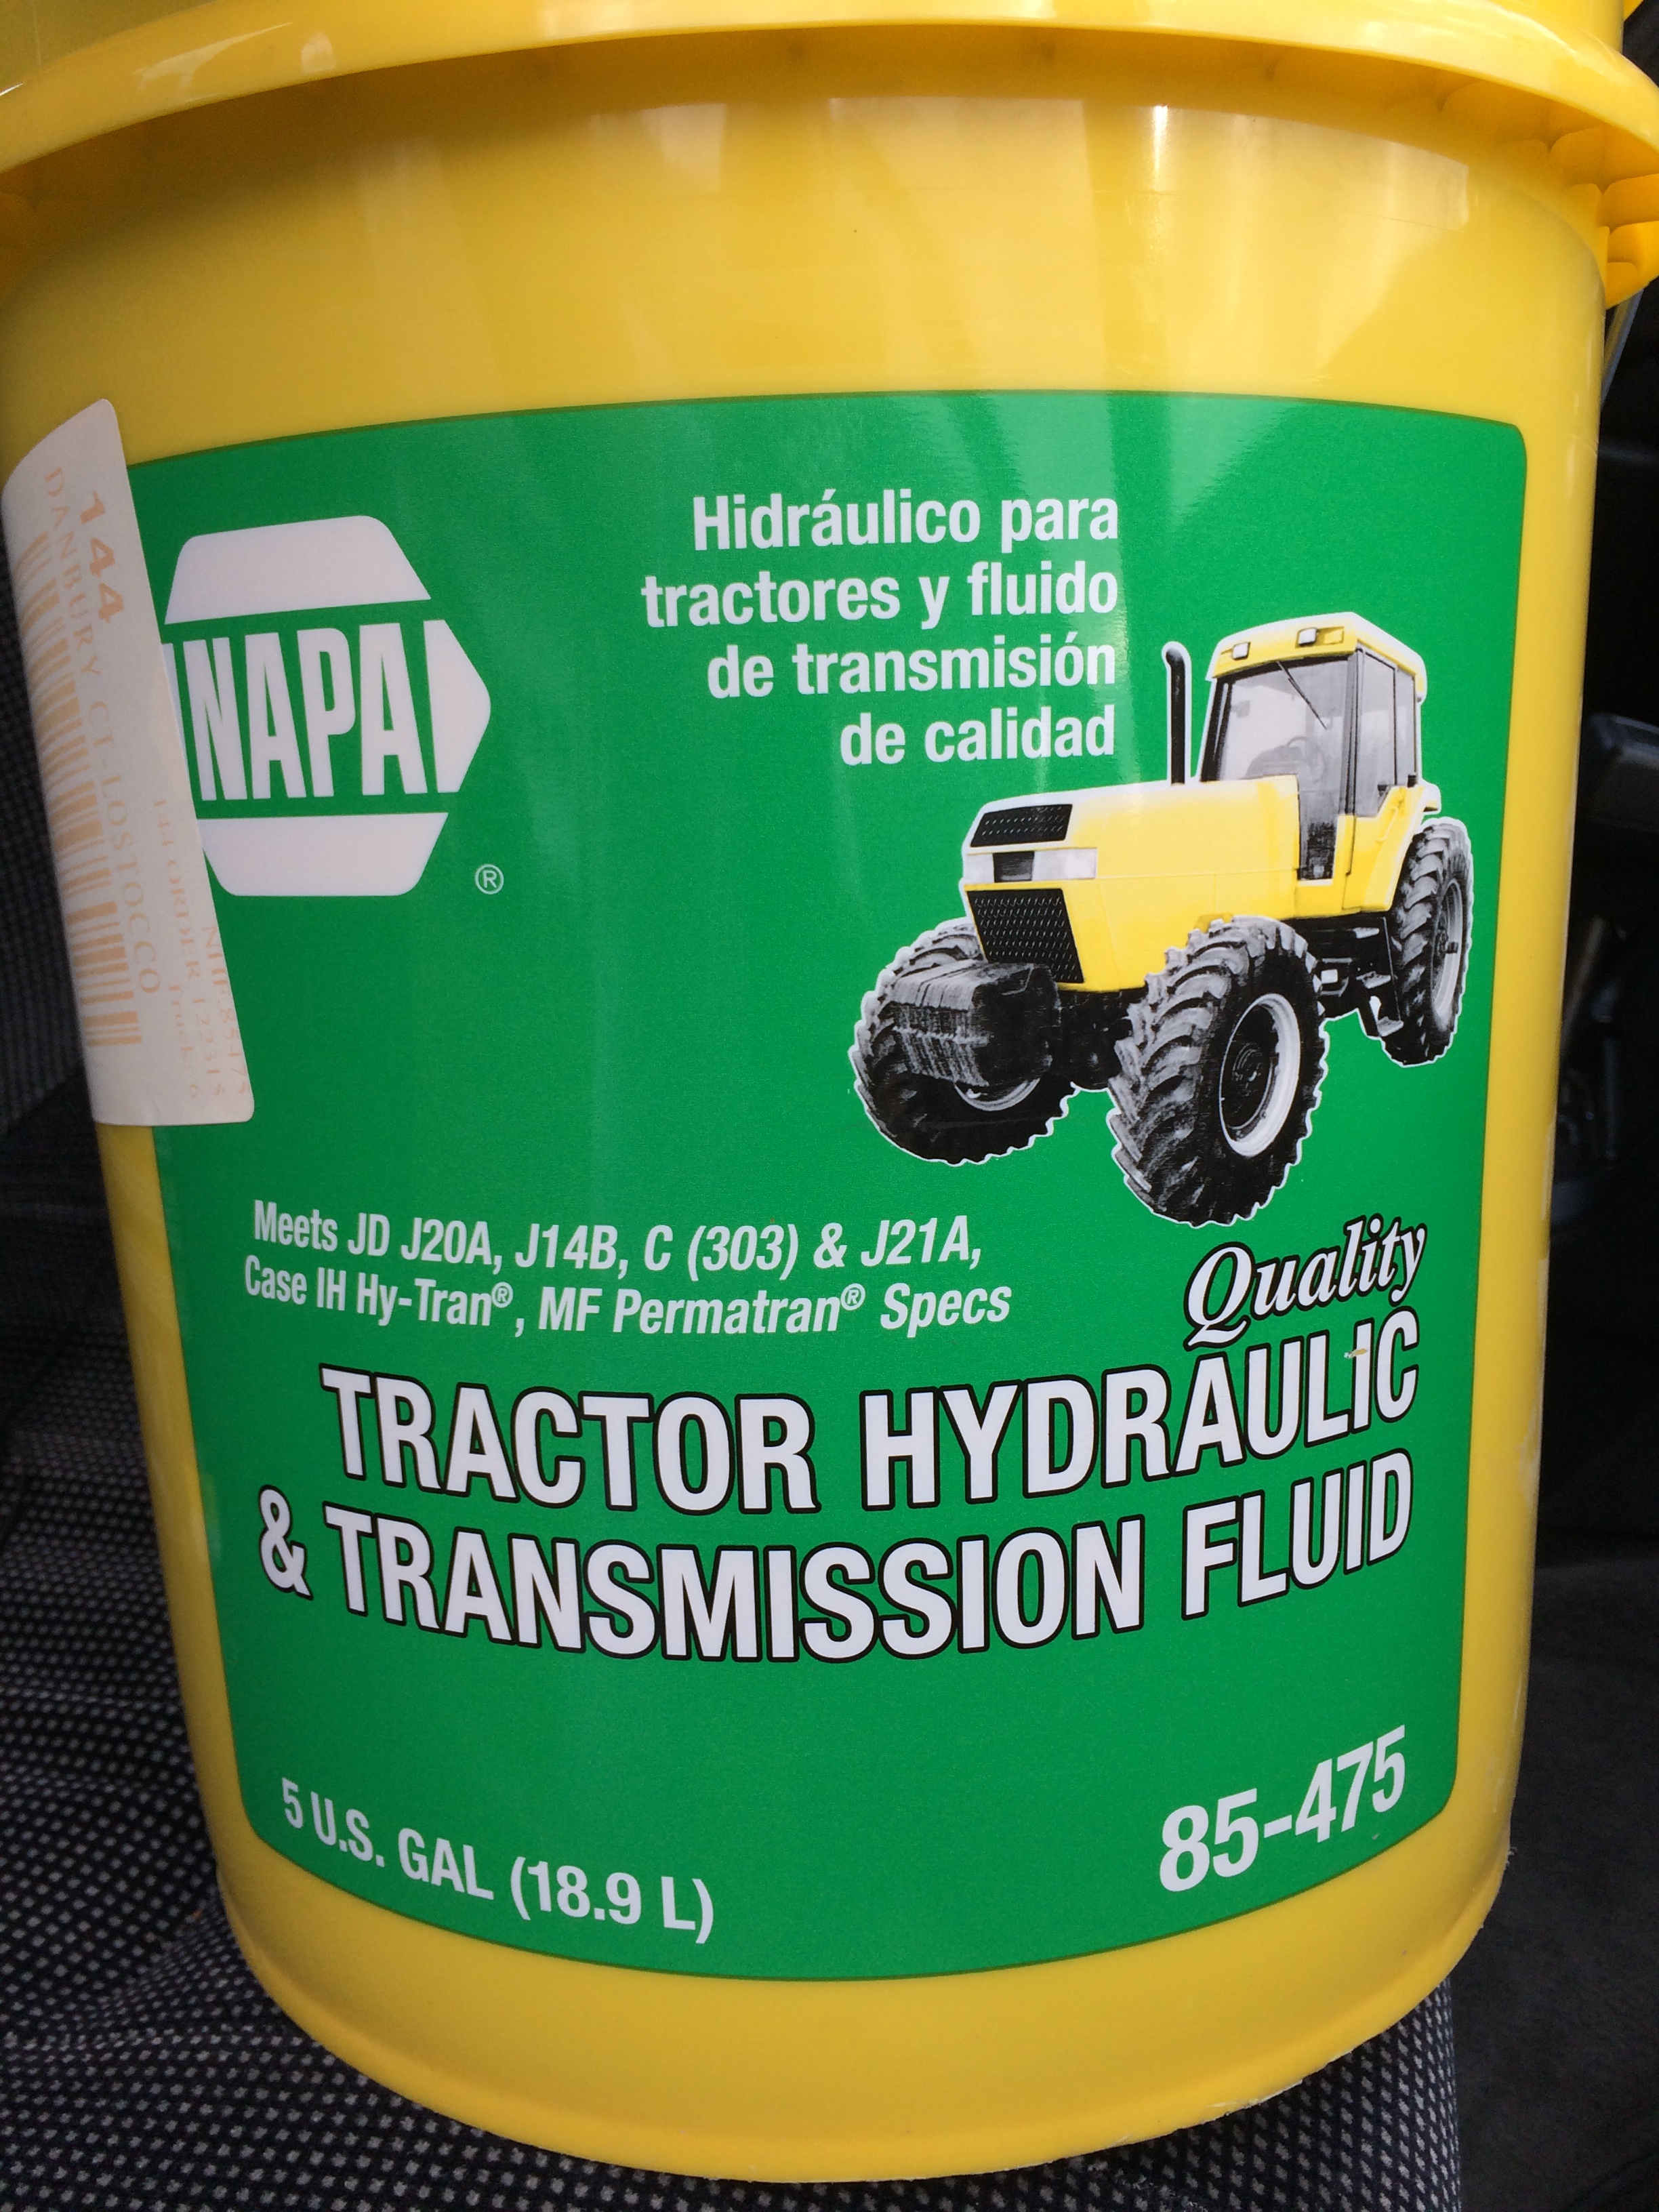 144
DANBURY CI-LOSTOCCO
NAPA
®
Hidráulico para
tractores y fluido
de transmisión
de calidad
Meets JD J20A, J14B, C (303) & J21A,
Case IH Hy-Tran®, MF Permatran® Specs
Quality
TRACTOR HYDRAULIC
& TRANSMISSION FLUID
5 U.S. GAL (18.9 L)
85-475